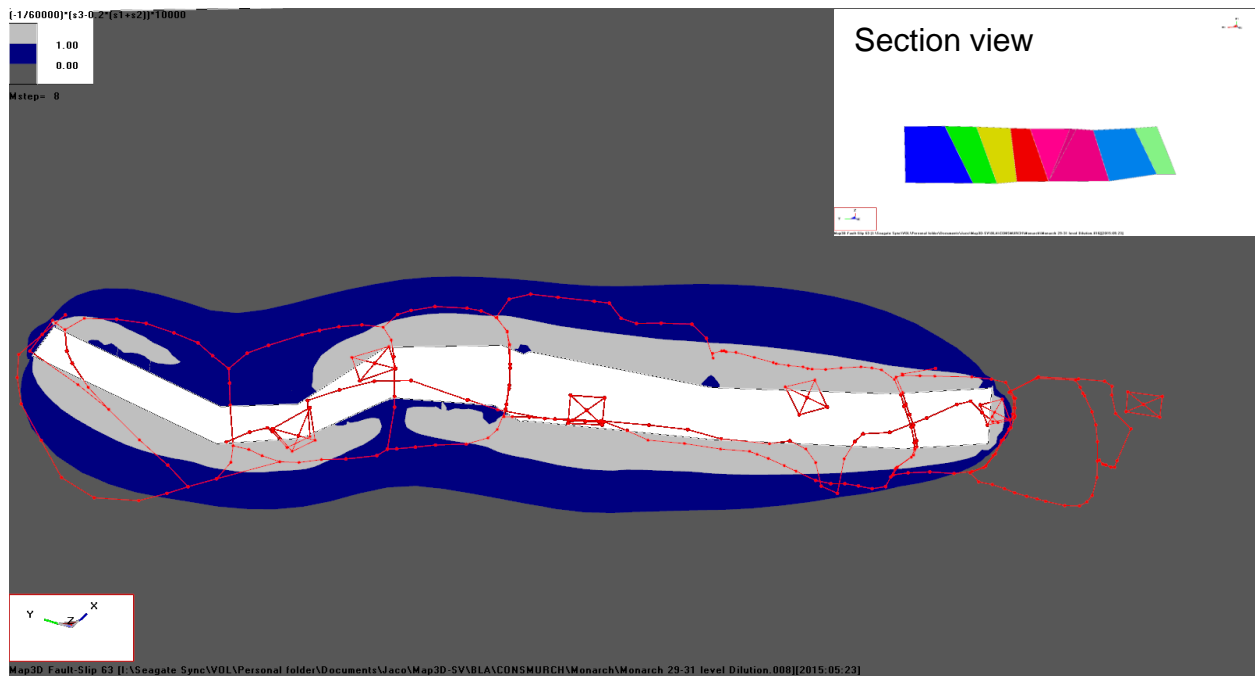 (-1/60000)*(s3-0.2*(s1+s2))*10000
1.00
0.00
Mstep= 8
Section view
Y
Z
X
Map3D Fault-Slip 63 [I:\Seagate Sync\VOL\Personal folder\Documents\Jaco\Map3D-SV\BLA\CONSMURCH\Monarch\Monarch 29-31 level Dilution.008][2015:05:23]